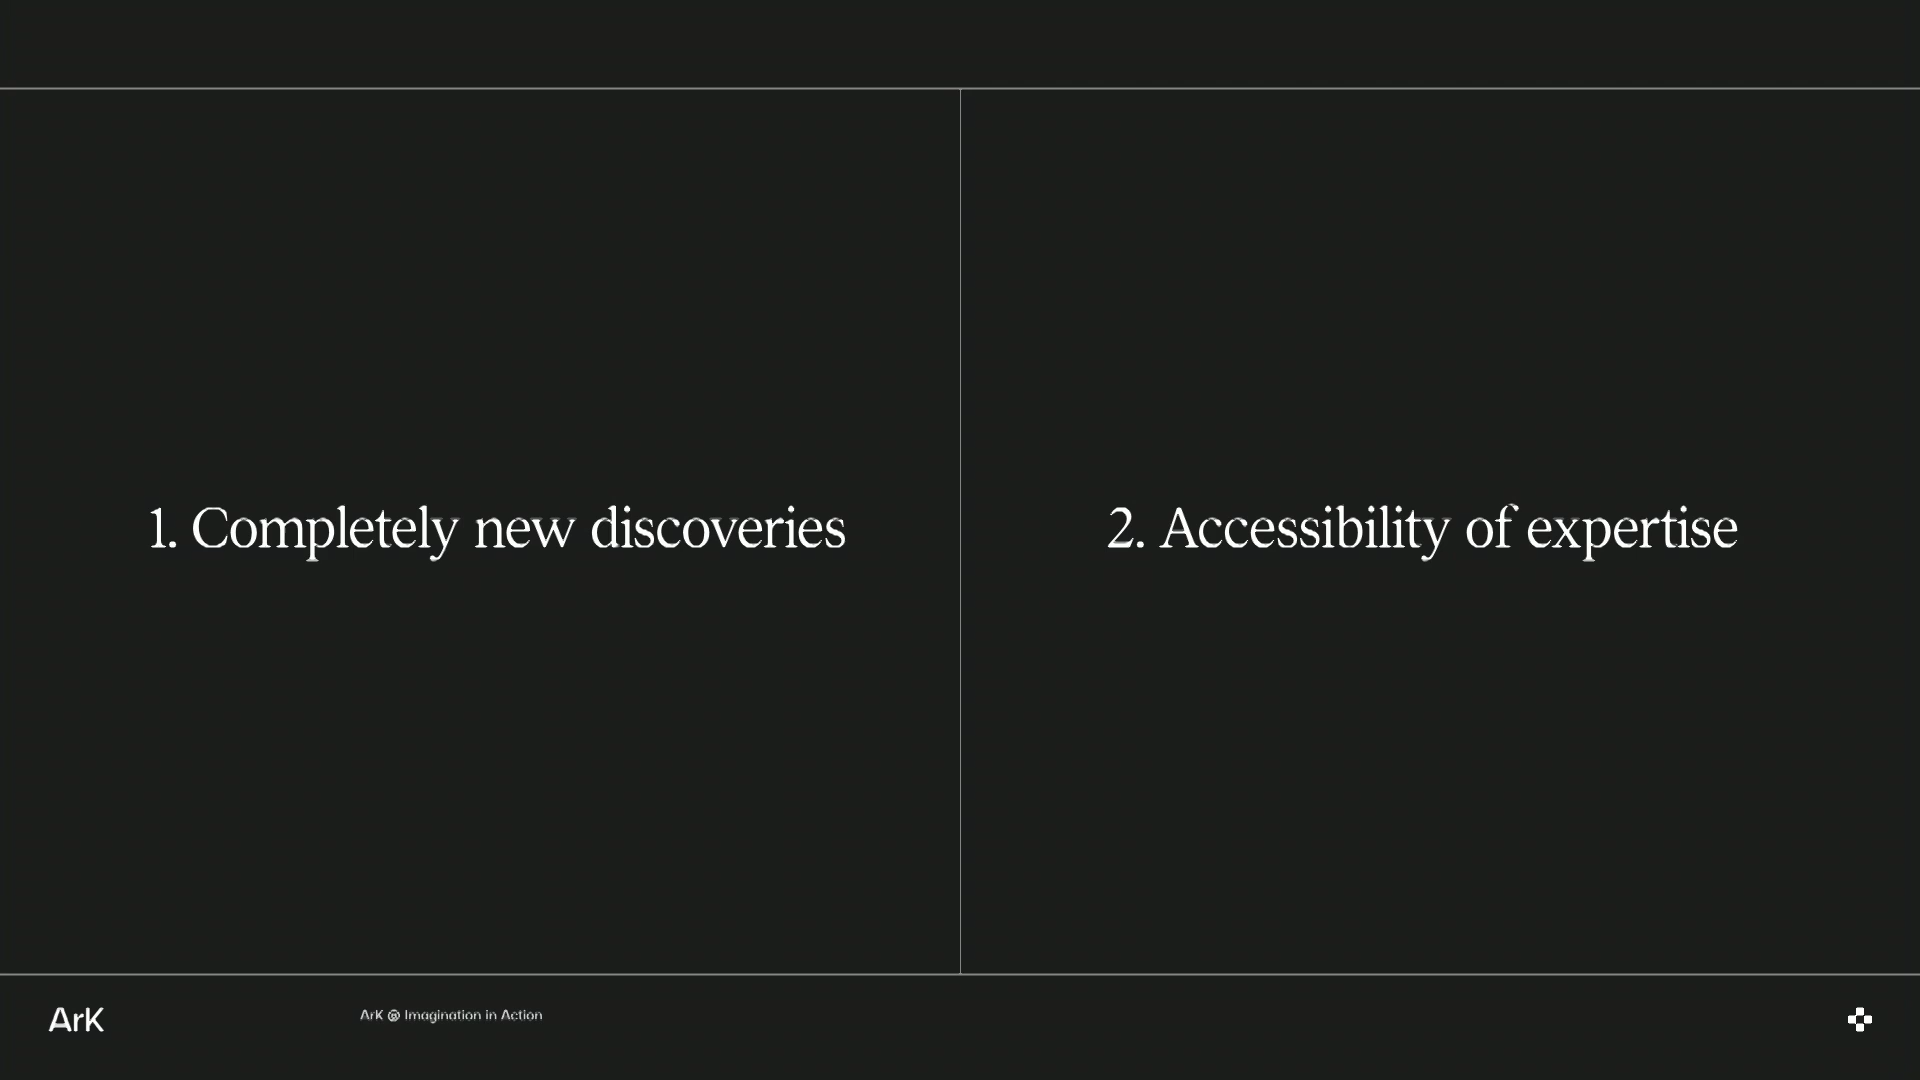 1. Completely new discoveries
2. Accessibility of expertise
ArK
ArK @ Imagination in Action